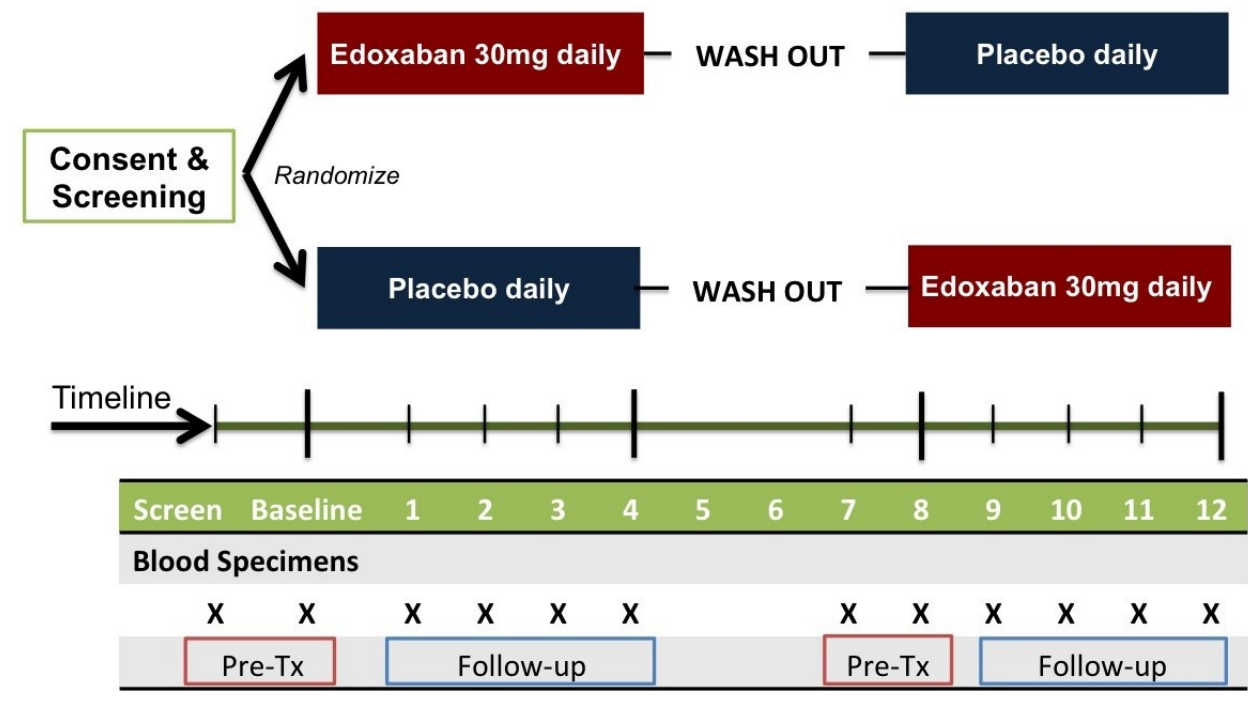 Edoxaban 30mg daily WASH OUT Placebo daily
Consent &
Screening
Randomize
Placebo daily WASH OUT Edoxaban 30mg daily
Timeline
Screen Baseline 1 2 3 4 5 6 7 8 9 10 11 12
Blood Specimens
X X X X X X X X X X X X
Pre-Tx Follow-up Pre-Tx Follow-up